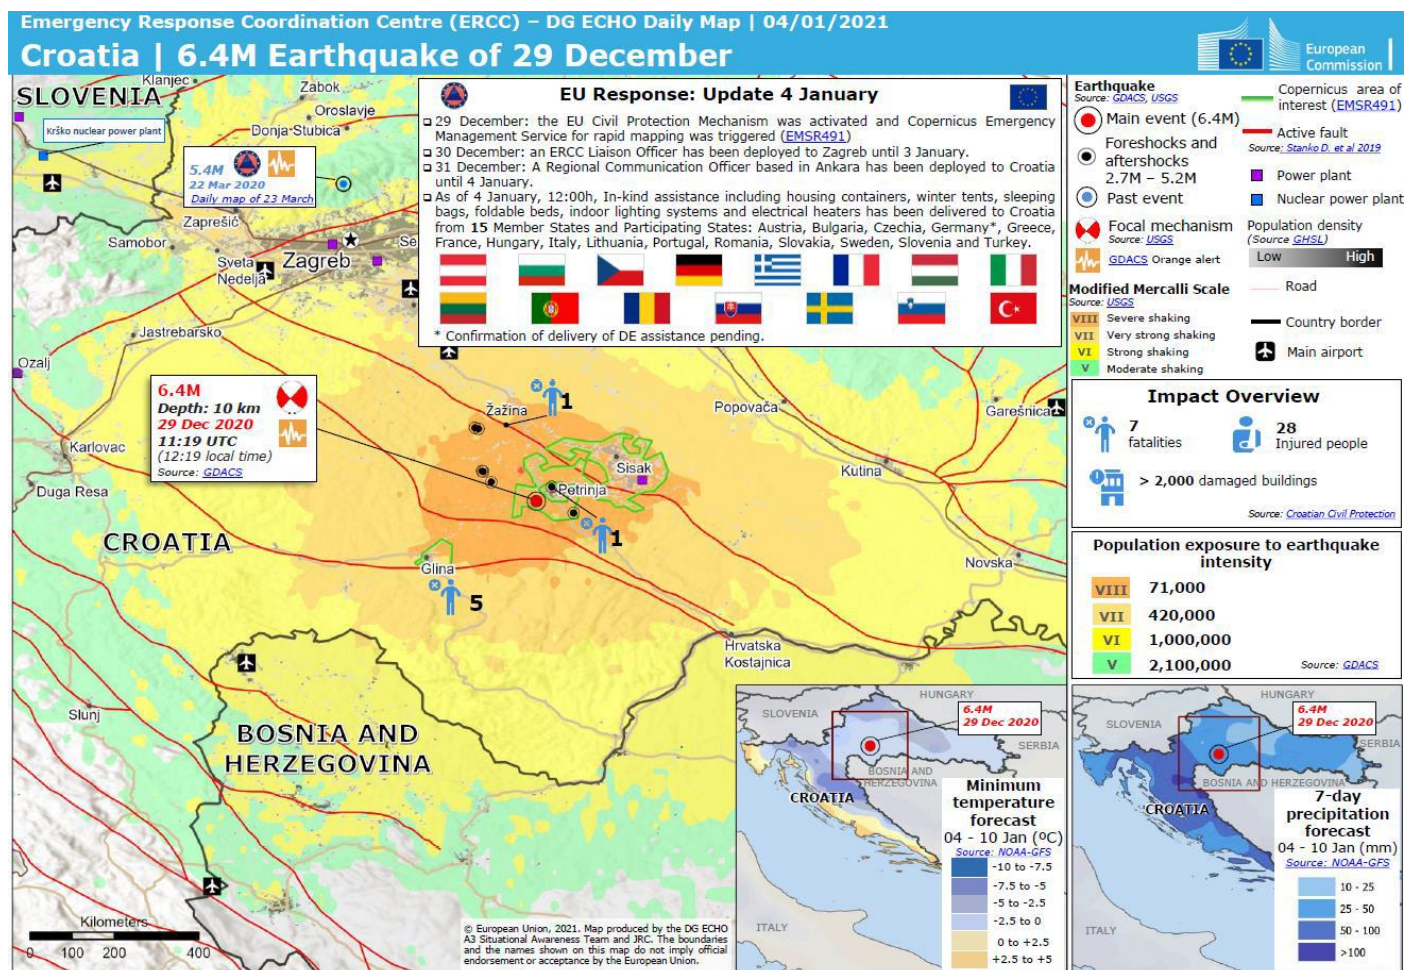 Emergency Response Coordination Centre (ERCC) – DG ECHO Daily Map | 04/01/2021
Croatia | 6.4M Earthquake of 29 December
European
Commission
Klanjec
SLOVENIA
Zabok
Oroslavje
Donja Stubica
Krško nuclear power plant
5.4M
22 Mar 2020
Daily map of 23 March
Zaprešić
Samobor
Sveta
Nedelja
Zagreb
Se
Jastrebarsko
Ozalj
EU Response: Update 4 January
29 December: the EU Civil Protection Mechanism was activated and Copernicus Emergency
Management Service for rapid mapping was triggered (EMSR491)
30 December: an ERCC Liaison Officer has been deployed to Zagreb until 3 January.
31 December: A Regional Communication Officer based in Ankara has been deployed to Croatia
until 4 January.
As of 4 January, 12:00h, In-kind assistance including housing containers, winter tents, sleeping
bags, foldable beds, indoor lighting systems and electrical heaters has been delivered to Croatia
from 15 Member States and Participating States: Austria, Bulgaria, Czechia, Germany*, Greece,
France, Hungary, Italy, Lithuania, Portugal, Romania, Slovakia, Sweden, Slovenia and Turkey.
* Confirmation of delivery of DE assistance pending.
6.4M
Depth: 10 km
29 Dec 2020
11:19 UTC
(12:19 local time)
Source: GDACS
Karlovac
Duga Resa
CROATIA
Žažina
1
Popovača
Garešnica
Sisak
Kutina
Petrinja
1
Glina
5
Novska
Hrvatska
Kostajnica
Slunj
BOSNIA AND
HERZEGOVINA
Kilometers
0 100 200 400
© European Union, 2021. Map produced by the DG ECHO
A3 Situational Awareness Team and JRC. The boundaries
and the names shown on this map do not imply official
endorsement or acceptance by the European Union.
Earthquake
Source: GDACS, USGS
Main event (6.4M)
Foreshocks and
aftershocks
2.7M – 5.2M
Past event
Focal mechanism
Source: USGS
GDACS Orange alert
Modified Mercalli Scale
Source: USGS
VIII Severe shaking
VII Very strong shaking
VI Strong shaking
V Moderate shaking
Copernicus area of
interest (EMSR491)
Active fault
Source: Stanko D. et al 2019
Power plant
Nuclear power plant
Population density
(Source GHSL)
Low High
Road
Country border
Main airport
Impact Overview
7
fatalities
28
Injured people
> 2,000 damaged buildings
Source: Croatian Civil Protection
Population exposure to earthquake
intensity
VIII 71,000
VII 420,000
VI 1,000,000
V 2,100,000
Source: GDACS
HUNGARY
SLOVENIA
6.4M
29 Dec 2020
SERBIA
BOSNIA AND
HERZEGOVINA
CROATIA
ITALY
Minimum
temperature
forecast
04 - 10 Jan (ºC)
Source: NOAA-GFS
-10 to -7.5
-7.5 to -5
-5 to -2.5
-2.5 to 0
0 to +2.5
+2.5 to +5
HUNGARY
SLOVENIA
6.4M
29 Dec 2020
SERBIA
BOSNIA AND HERZEGOVINA
CROATIA
ITALY
7-day
precipitation
forecast
04 - 10 Jan (mm)
Source: NOAA-GFS
10 - 25
25 - 50
50 - 100
>100